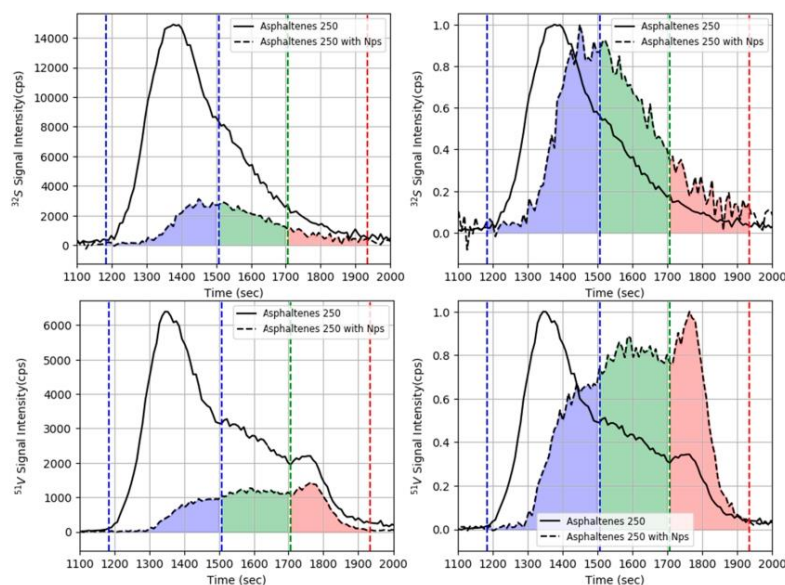 Asphaltenes 250
Asphaltenes 250 with Nps
³²S Signal Intensity(cps)
14000
12000
10000
8000
6000
4000
2000
0
1100 1200 1300 1400 1500 1600 1700 1800 1900 2000
Time (sec)
Asphaltenes 250
Asphaltenes 250 with Nps
³²S Signal Intensity(cps)
1.0
0.8
0.6
0.4
0.2
0.0
1100 1200 1300 1400 1500 1600 1700 1800 1900 2000
Time (sec)
Asphaltenes 250
Asphaltenes 250 with Nps
⁵¹V Signal Intensity(cps)
6000
5000
4000
3000
2000
1000
0
1100 1200 1300 1400 1500 1600 1700 1800 1900 2000
Time (sec)
⁵¹V Signal Intensity(cps)
1.0
0.8
0.6
0.4
0.2
0.0
Asphaltenes 250
Asphaltenes 250 with Nps
1100 1200 1300 1400 1500 1600 1700 1800 1900 2000
Time (sec)